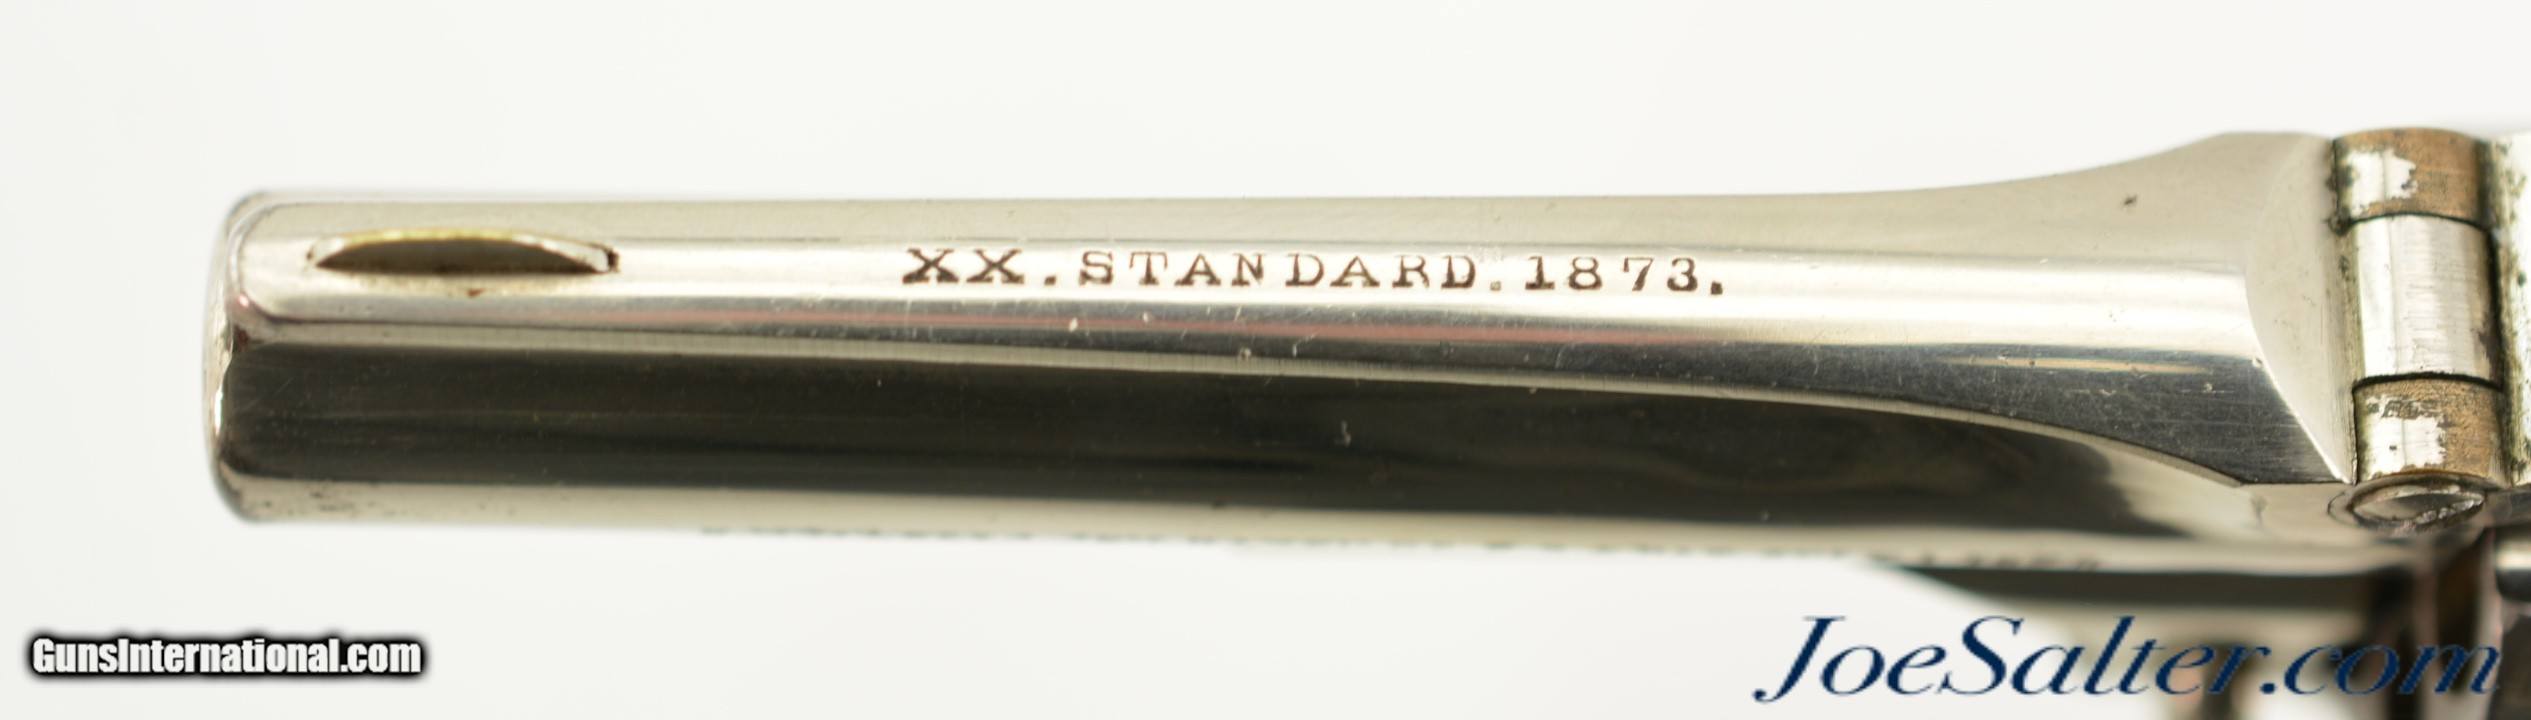 XX.STANDARD.1873.
GunsInternational.com
JoeSalter.com